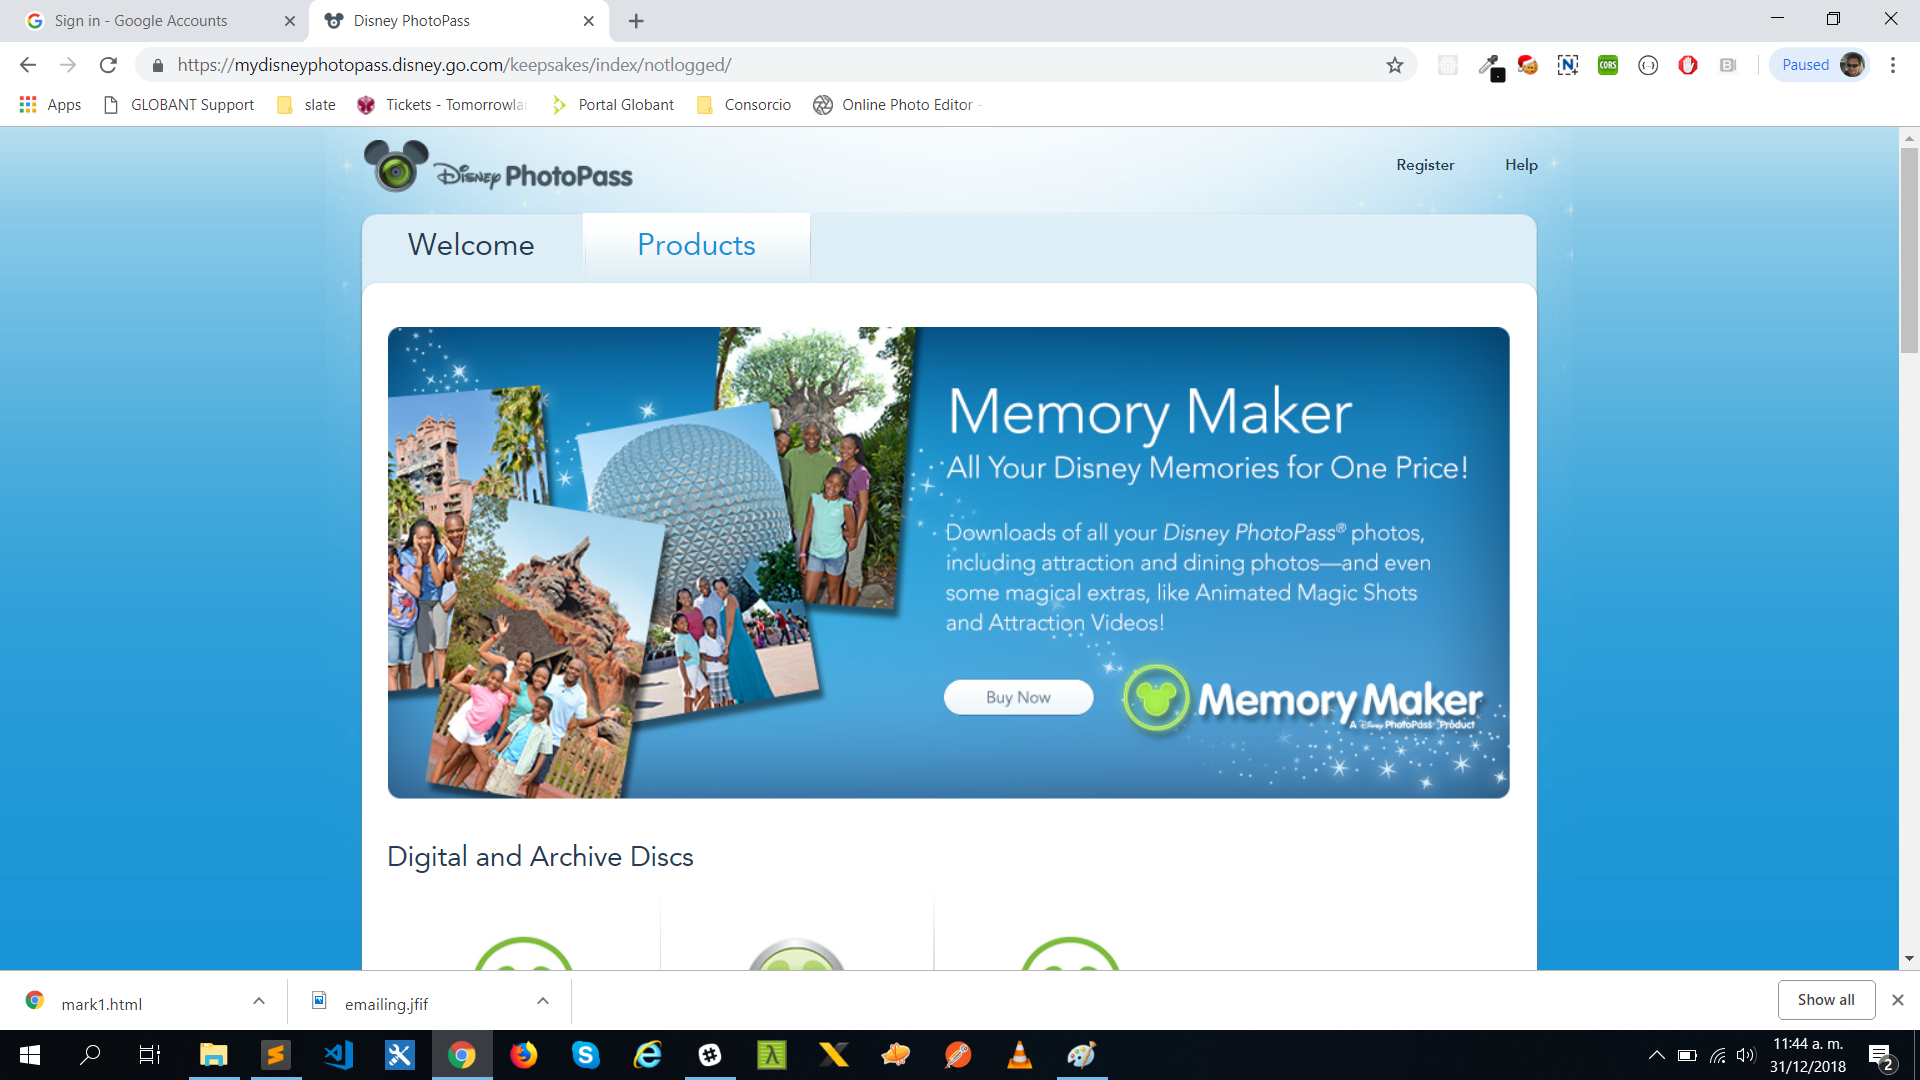 Sign in - Google Accounts
Disney PhotoPass
https://mydisneyphotopass.disney.go.com/keepsakes/index/notlogged/
CORS
Paused
Apps
GLOBANT Support
slate
Tickets - Tomorrowla
Portal Globant
Consorcio
Online Photo Editor -
Disney PhotoPass
Register
Help
Welcome
Products
Memory Maker
All Your Disney Memories for One Price!
Downloads of all your Disney PhotoPass® photos,
including attraction and dining photos—and even
some magical extras, like Animated Magic Shots
and Attraction Videos!
Buy Now
Memory Maker
A Disney PhotoPass® Product
Digital and Archive Discs
mark1.html
emailing.jfif
Show all
11:44 a. m.
31/12/2018
2